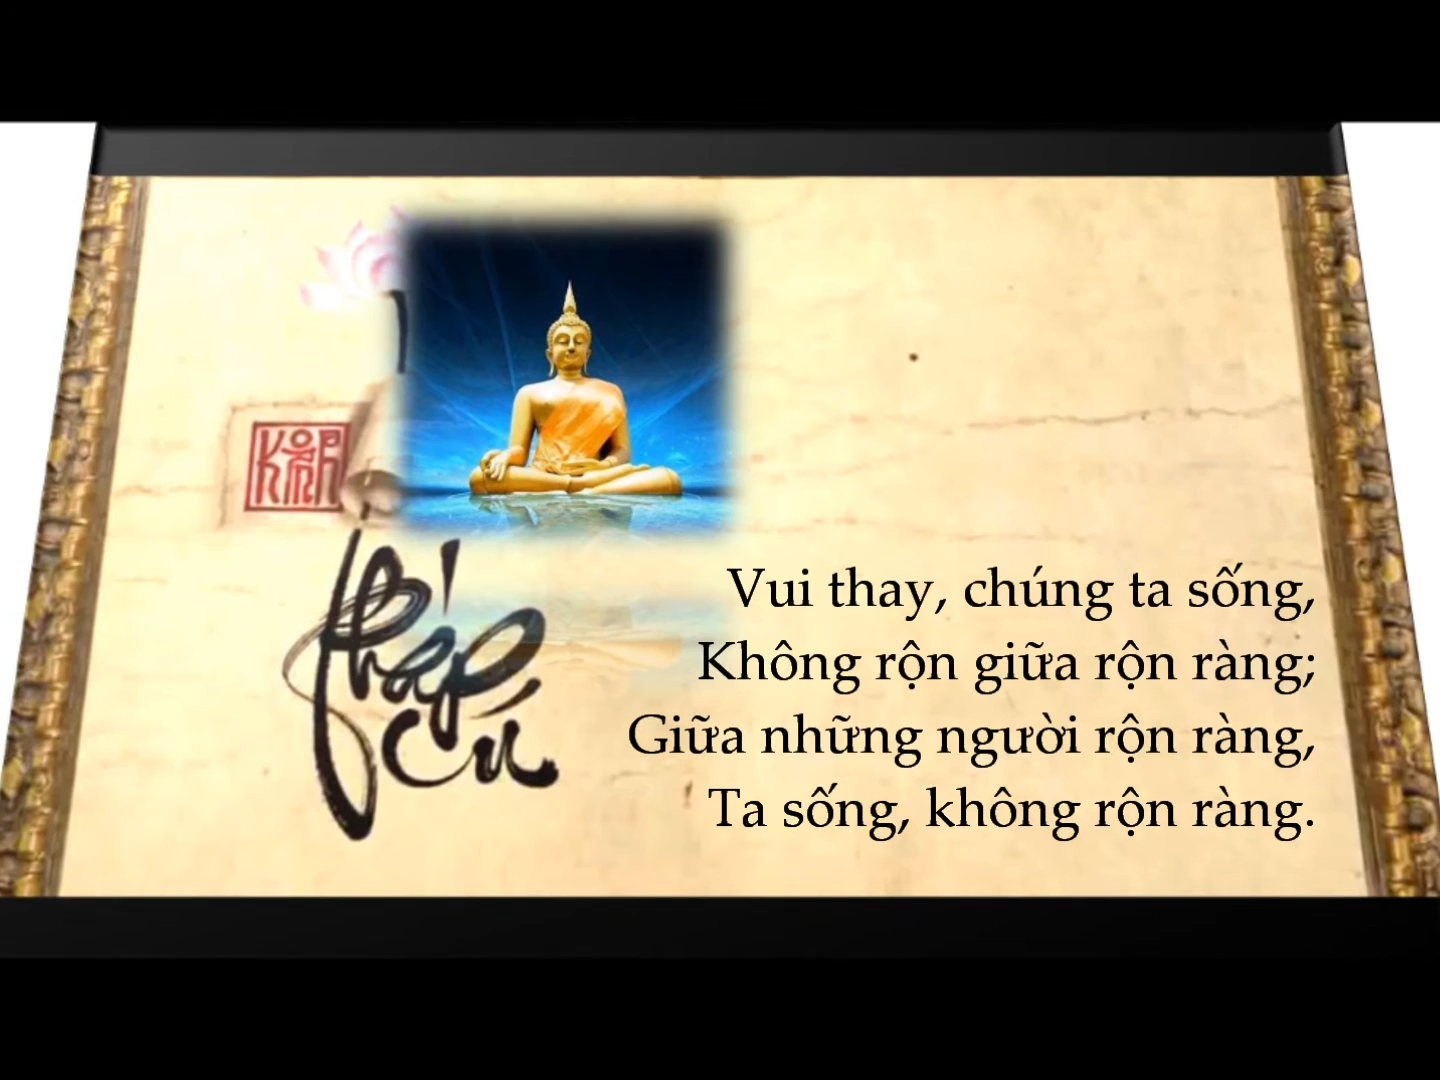 Kinh
Pháp
Cú
Vui thay, chúng ta sống,
Không rộn giữa rộn ràng;
Giữa những người rộn ràng,
Ta sống, không rộn ràng.